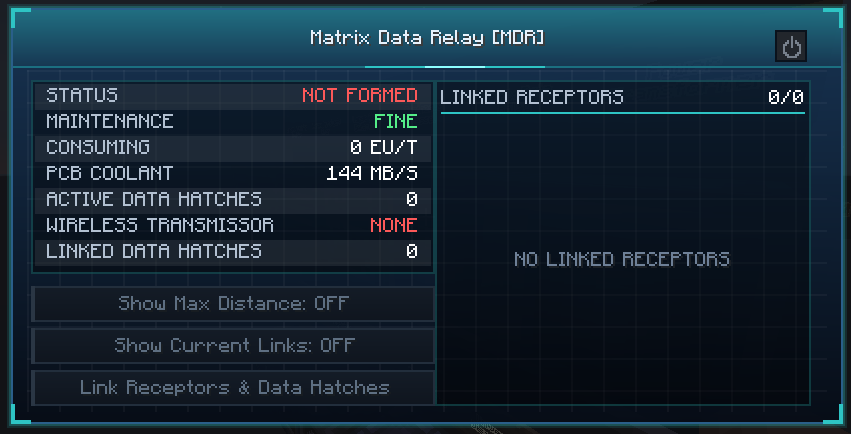 Matrix Data Relay [MDR]
STATUS NOT FORMED
MAINTENANCE FINE
CONSUMING 0 EU/T
PCB COOLANT 144 MB/S
ACTIVE DATA HATCHES 0
WIRELESS TRANSMISSOR NONE
LINKED DATA HATCHES 0
Show Max Distance: OFF
Show Current Links: OFF
Link Receptors & Data Hatches
LINKED RECEPTORS 0/0
NO LINKED RECEPTORS